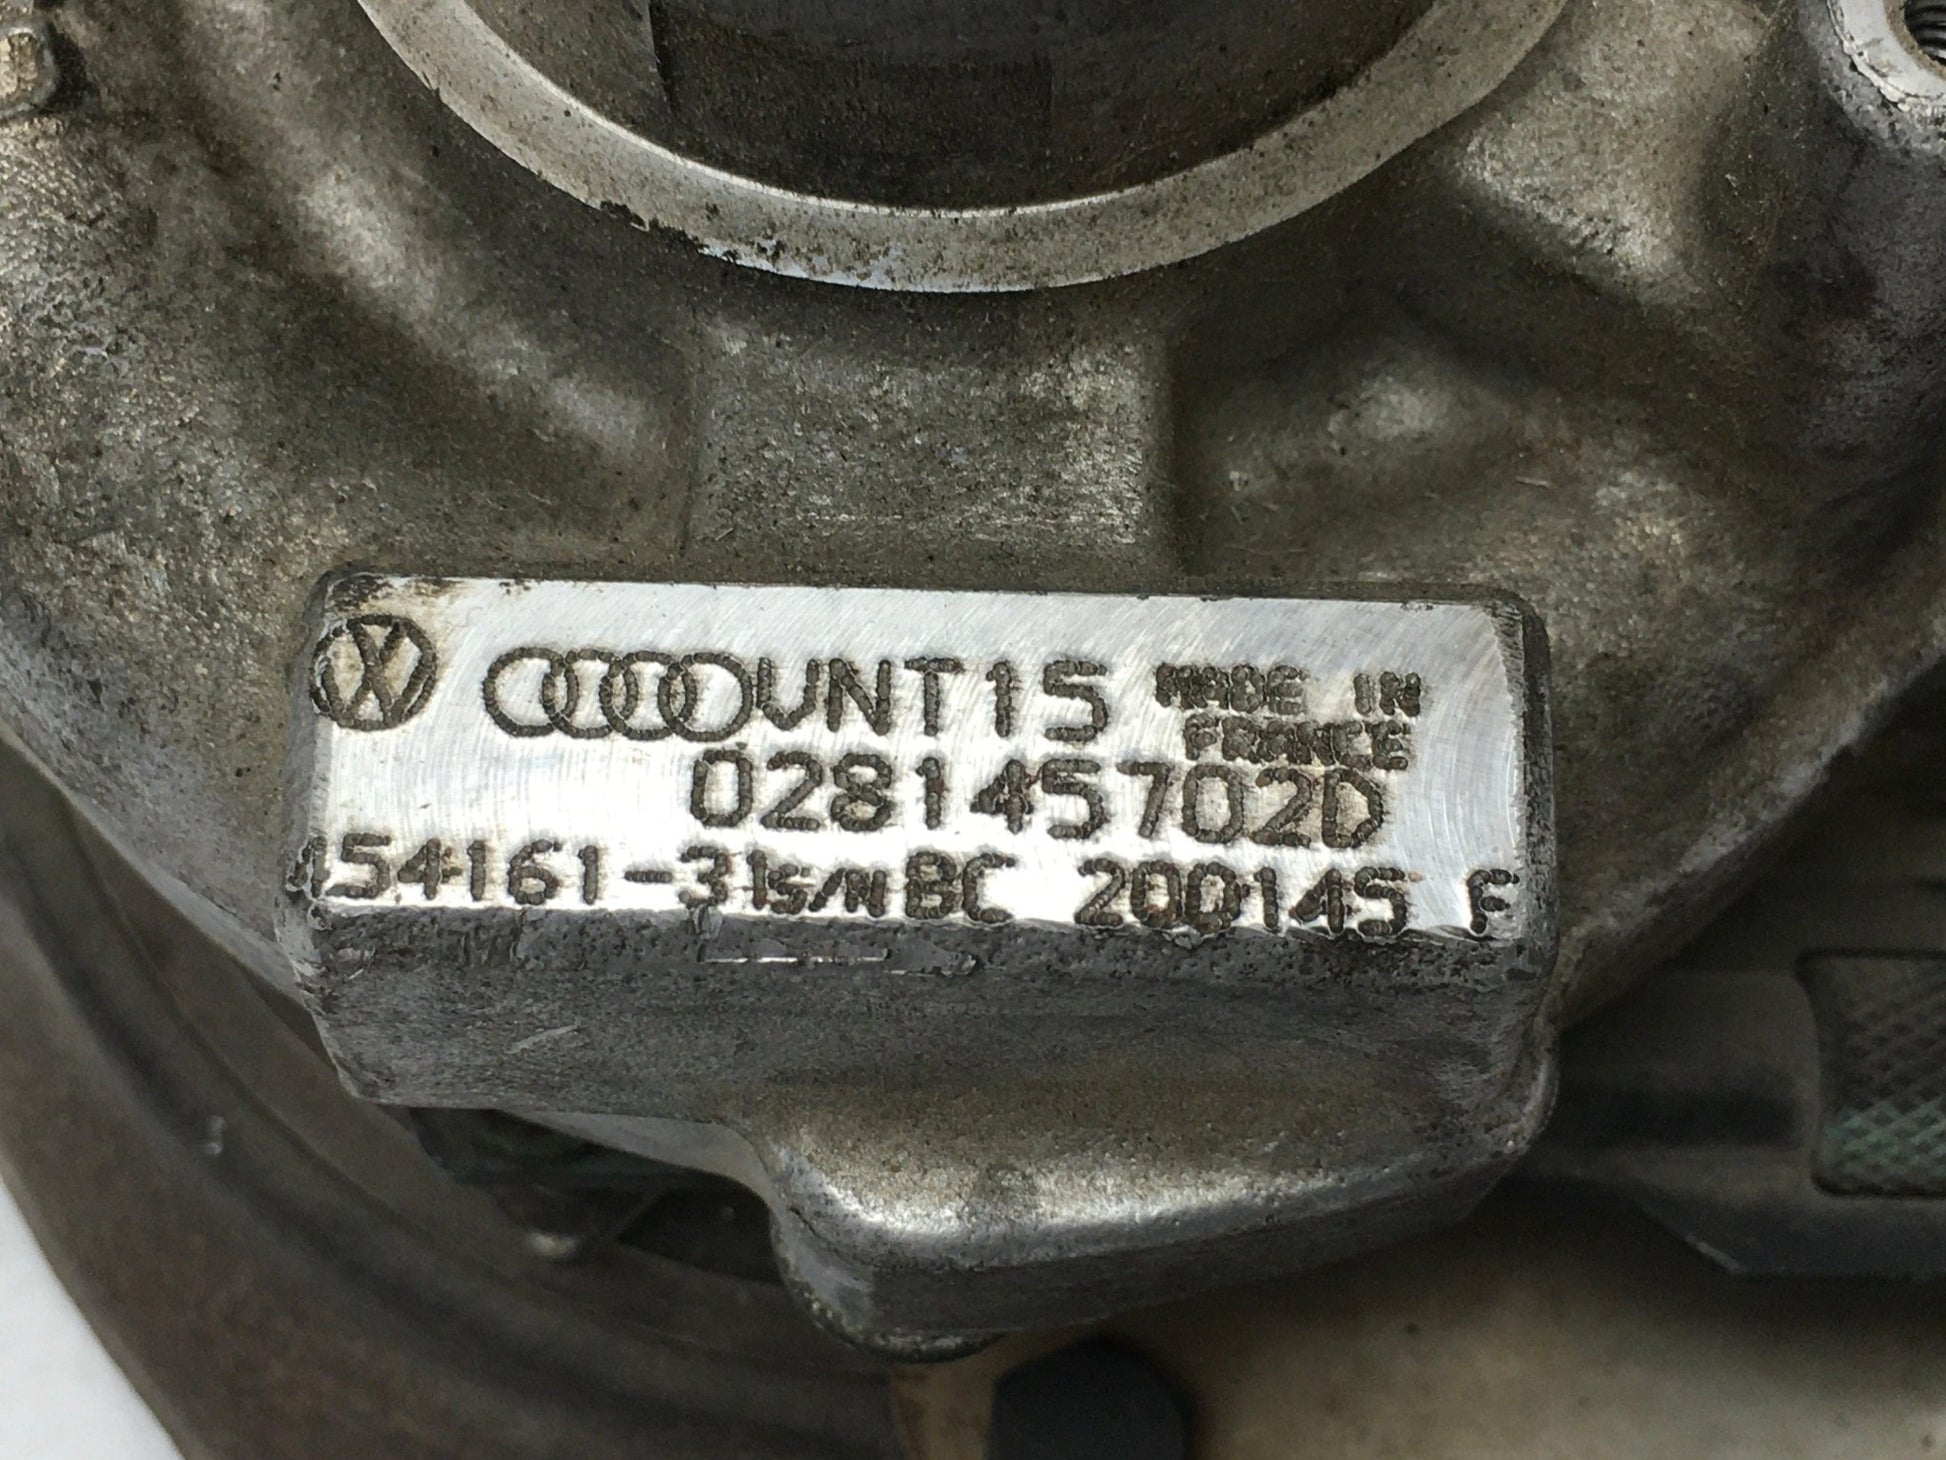 VNT15 MADE IN
FRANCE
028145702D
454161-3 S/N BC 200145 F